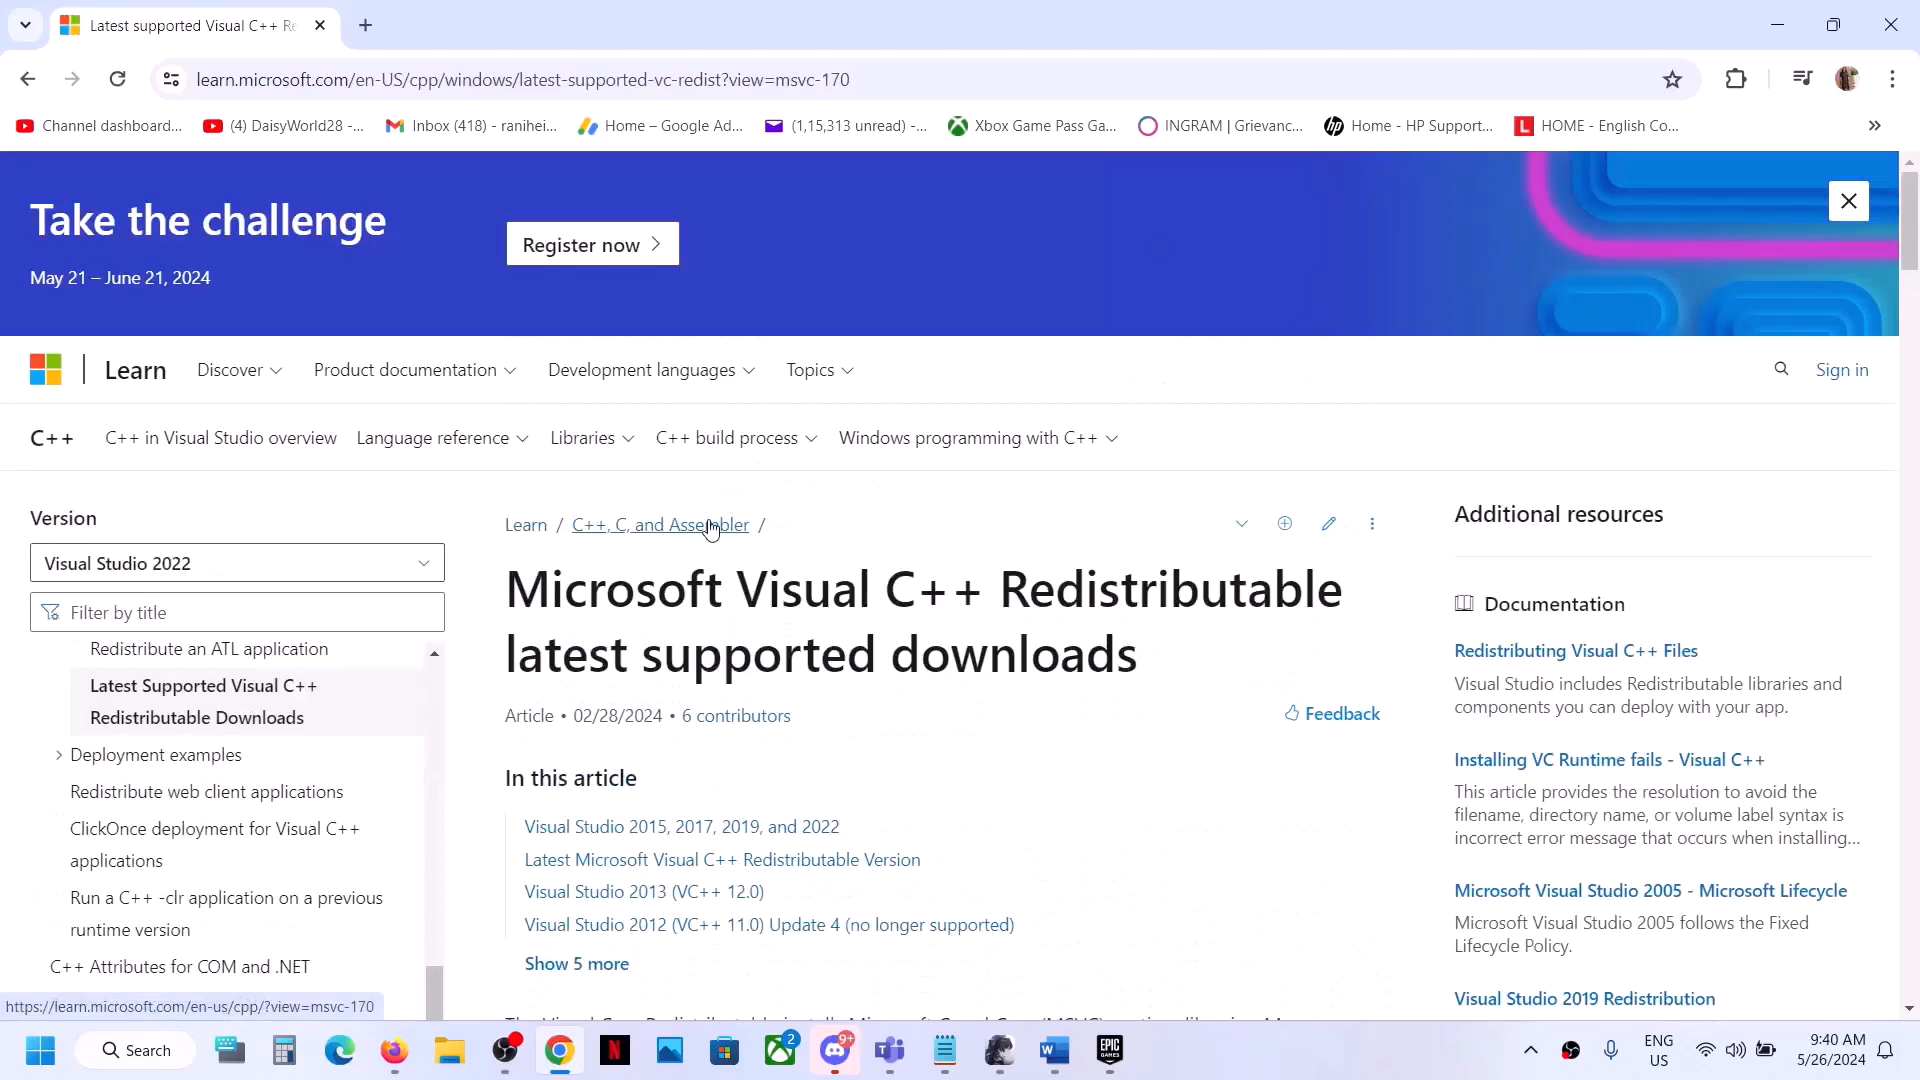 Latest supported Visual C++ Re
learn.microsoft.com/en-US/cpp/windows/latest-supported-vc-redist?view=msvc-170
Channel dashboard...
(4) DaisyWorld28 -...
Inbox (418) - ranihei...
Home – Google Ad...
(1,15,313 unread) -...
Xbox Game Pass Ga...
INGRAM | Grievanc...
Home - HP Support...
HOME - English Co...
Take the challenge
Register now
May 21 – June 21, 2024
Learn
Discover
Product documentation
Development languages
Topics
Sign in
C++
C++ in Visual Studio overview
Language reference
Libraries
C++ build process
Windows programming with C++
Version
Visual Studio 2022
Filter by title
Redistribute an ATL application
Latest Supported Visual C++
Redistributable Downloads
Deployment examples
Redistribute web client applications
ClickOnce deployment for Visual C++
applications
Run a C++ -clr application on a previous
runtime version
C++ Attributes for COM and .NET
https://learn.microsoft.com/en-us/cpp/?view=msvc-170
Learn / C++, C, and Assembler /
Microsoft Visual C++ Redistributable
latest supported downloads
Article • 02/28/2024 • 6 contributors
Feedback
In this article
Visual Studio 2015, 2017, 2019, and 2022
Latest Microsoft Visual C++ Redistributable Version
Visual Studio 2013 (VC++ 12.0)
Visual Studio 2012 (VC++ 11.0) Update 4 (no longer supported)
Show 5 more
Additional resources
Documentation
Redistributing Visual C++ Files
Visual Studio includes Redistributable libraries and
components you can deploy with your app.
Installing VC Runtime fails - Visual C++
This article provides the resolution to avoid the
filename, directory name, or volume label syntax is
incorrect error message that occurs when installing...
Microsoft Visual Studio 2005 - Microsoft Lifecycle
Microsoft Visual Studio 2005 follows the Fixed
Lifecycle Policy.
Visual Studio 2019 Redistribution
Search
2
9+
EPIC
GAMES
ENG
US
9:40 AM
5/26/2024